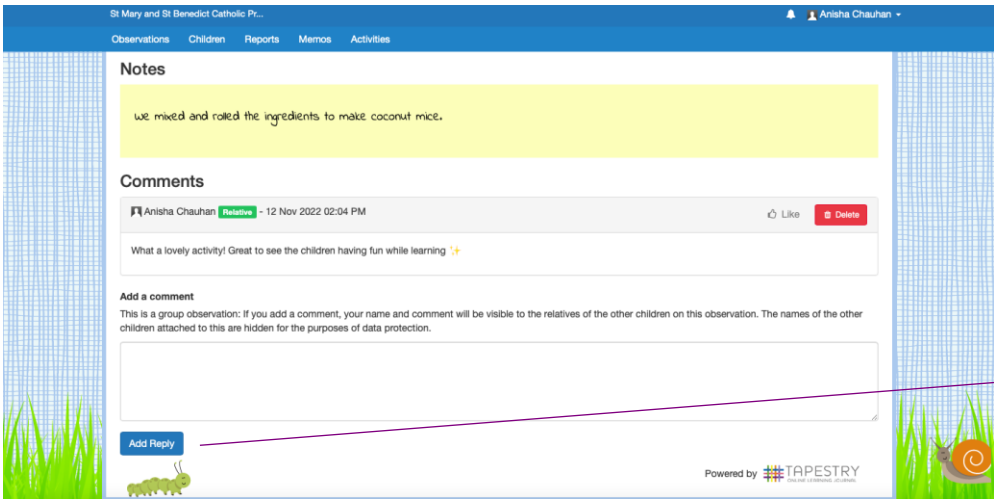 St Mary and St Benedict Catholic Pr...
Anisha Chauhan
Observations Children Reports Memos Activities
Notes
we mixed and rolled the ingredients to make coconut mice.
Comments
Anisha Chauhan Relative - 12 Nov 2022 02:04 PM
Like Delete
What a lovely activity! Great to see the children having fun while learning ✨
Add a comment
This is a group observation: If you add a comment, your name and comment will be visible to the relatives of the other children on this observation. The names of the other
children attached to this are hidden for the purposes of data protection.
Add Reply
Powered by TAPESTRY
ONLINE LEARNING JOURNAL